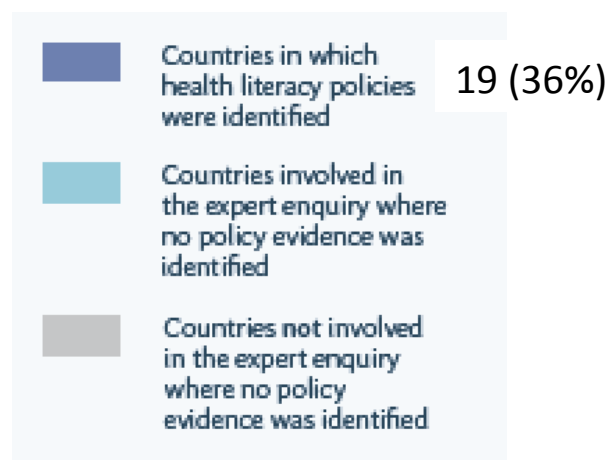 Countries in which
health literacy policies
were identified
19 (36%)
Countries involved in
the expert enquiry where
no policy evidence was
identified
Countries not involved
in the expert enquiry
where no policy
evidence was identified